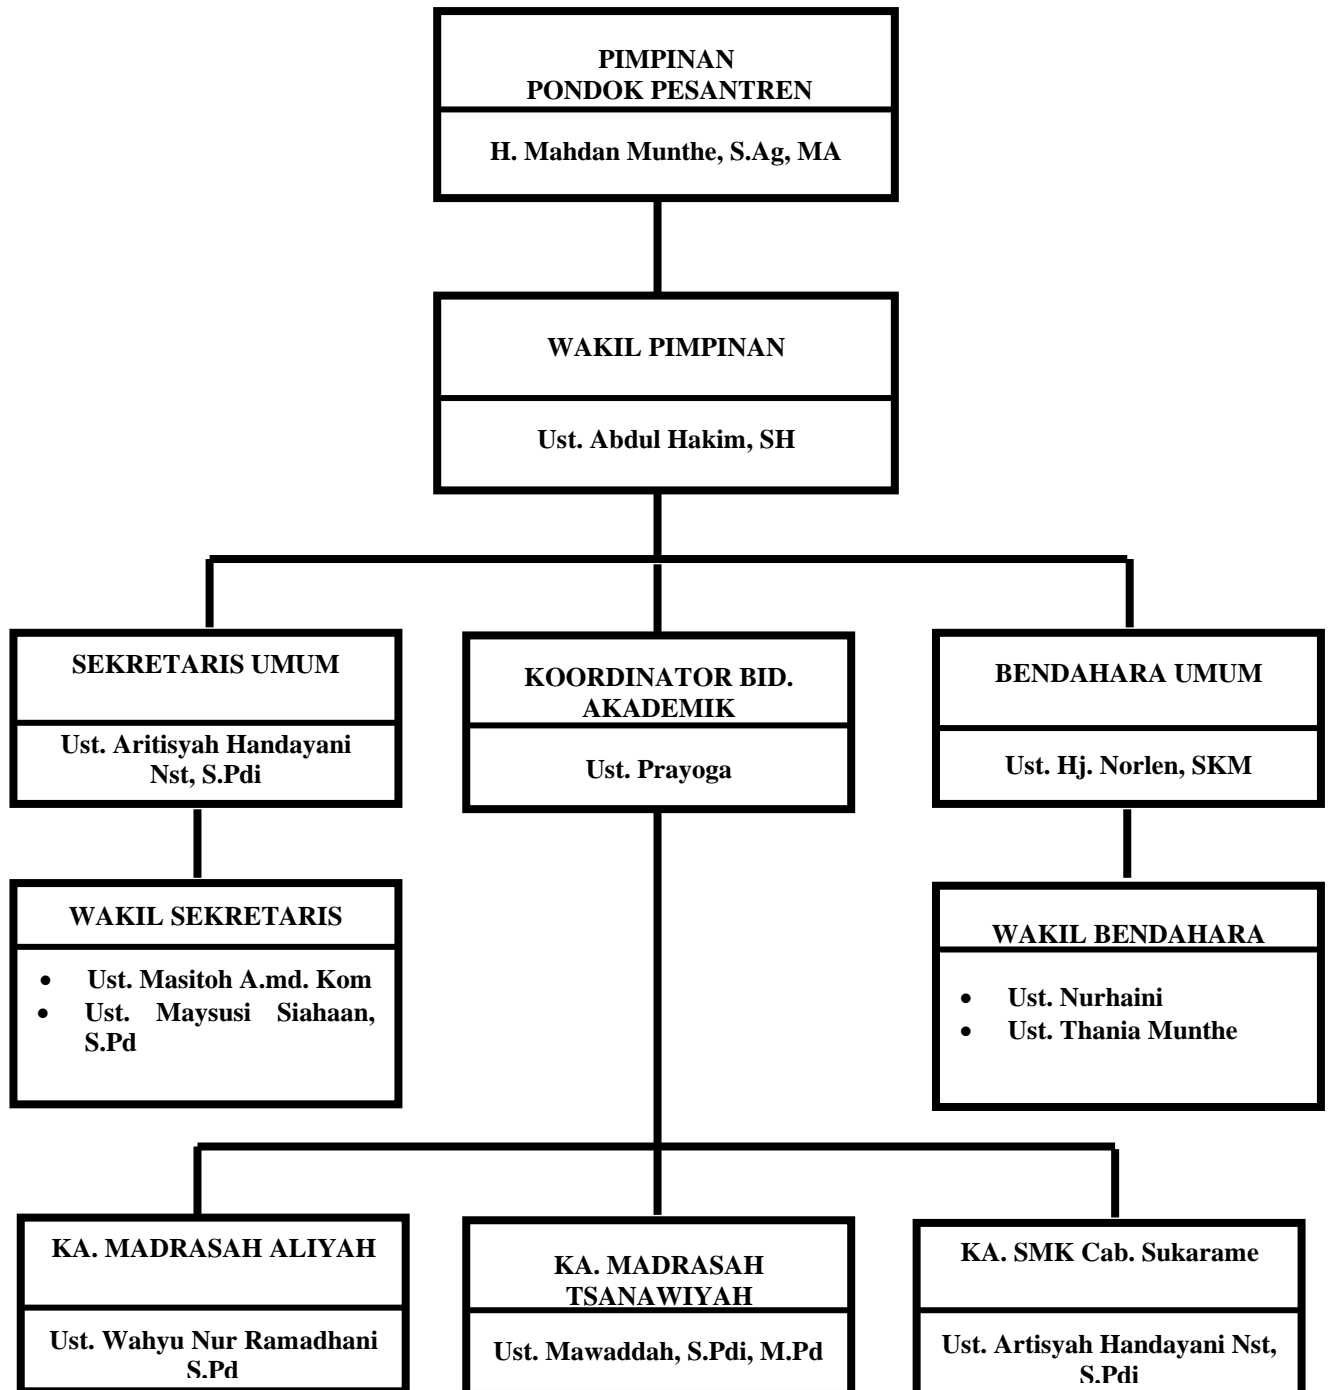 PIMPINAN
PONDOK PESANTREN
H. Mahdan Munthe, S.Ag, MA
WAKIL PIMPINAN
Ust. Abdul Hakim, SH
SEKRETARIS UMUM
Ust. Aritisyah Handayani
Nst, S.Pdi
KOORDINATOR BID.
AKADEMIK
Ust. Prayoga
BENDAHARA UMUM
Ust. Hj. Norlen, SKM
WAKIL SEKRETARIS
• Ust. Masitoh A.md. Kom
• Ust. Maysusi Siahaan,
S.Pd
WAKIL BENDAHARA
• Ust. Nurhaini
• Ust. Thania Munthe
KA. MADRASAH ALIYAH
Ust. Wahyu Nur Ramadhani
S.Pd
KA. MADRASAH
TSANAWIYAH
Ust. Mawaddah, S.Pdi, M.Pd
KA. SMK Cab. Sukarame
Ust. Artisyah Handayani Nst,
S.Pdi